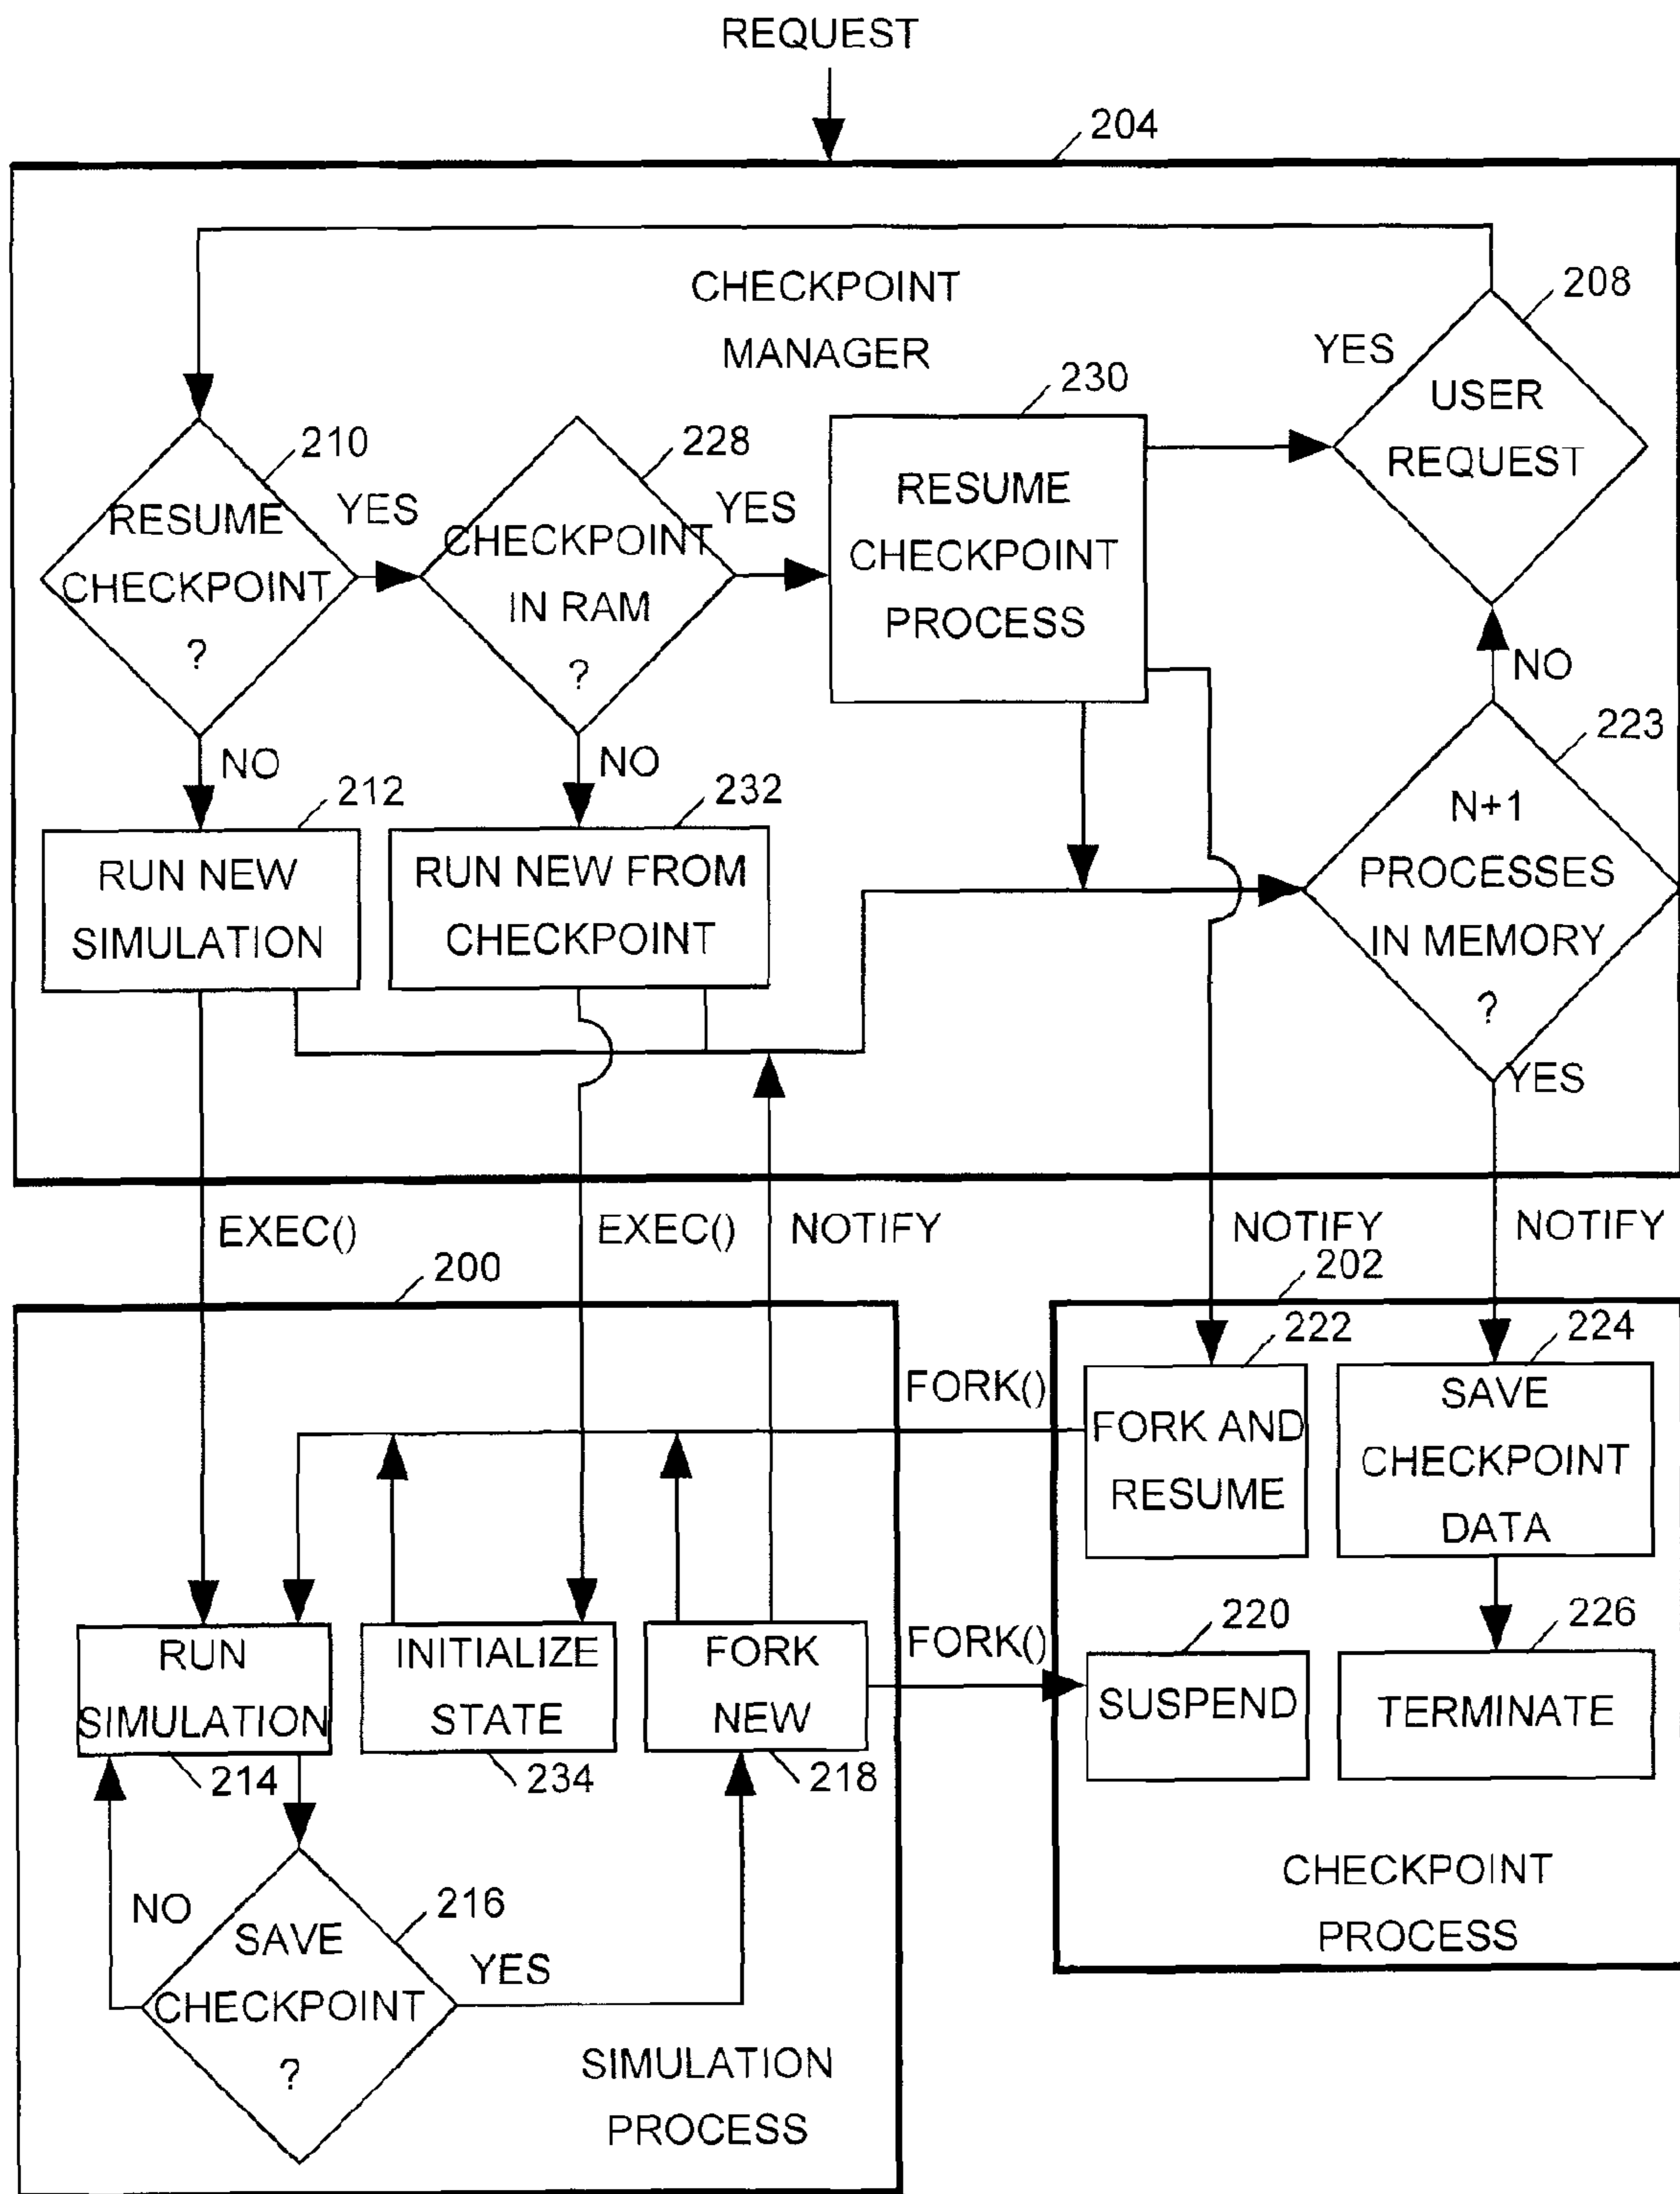 REQUEST
204
CHECKPOINT
MANAGER
208
YES
USER
REQUEST
230
RESUME
CHECKPOINT
PROCESS
210
RESUME
CHECKPOINT
?
YES
228
CHECKPOINT
IN RAM
?
YES
NO
NO
NO
223
N+1
PROCESSES
IN MEMORY
?
YES
212
RUN NEW
SIMULATION
232
RUN NEW FROM
CHECKPOINT
EXEC()
EXEC()
NOTIFY
NOTIFY
NOTIFY
200
202
222
FORK AND
RESUME
224
SAVE
CHECKPOINT
DATA
FORK()
RUN
SIMULATION
214
INITIALIZE
STATE
234
FORK
NEW
218
FORK()
220
SUSPEND
226
TERMINATE
NO
216
SAVE
CHECKPOINT
?
YES
SIMULATION
PROCESS
CHECKPOINT
PROCESS